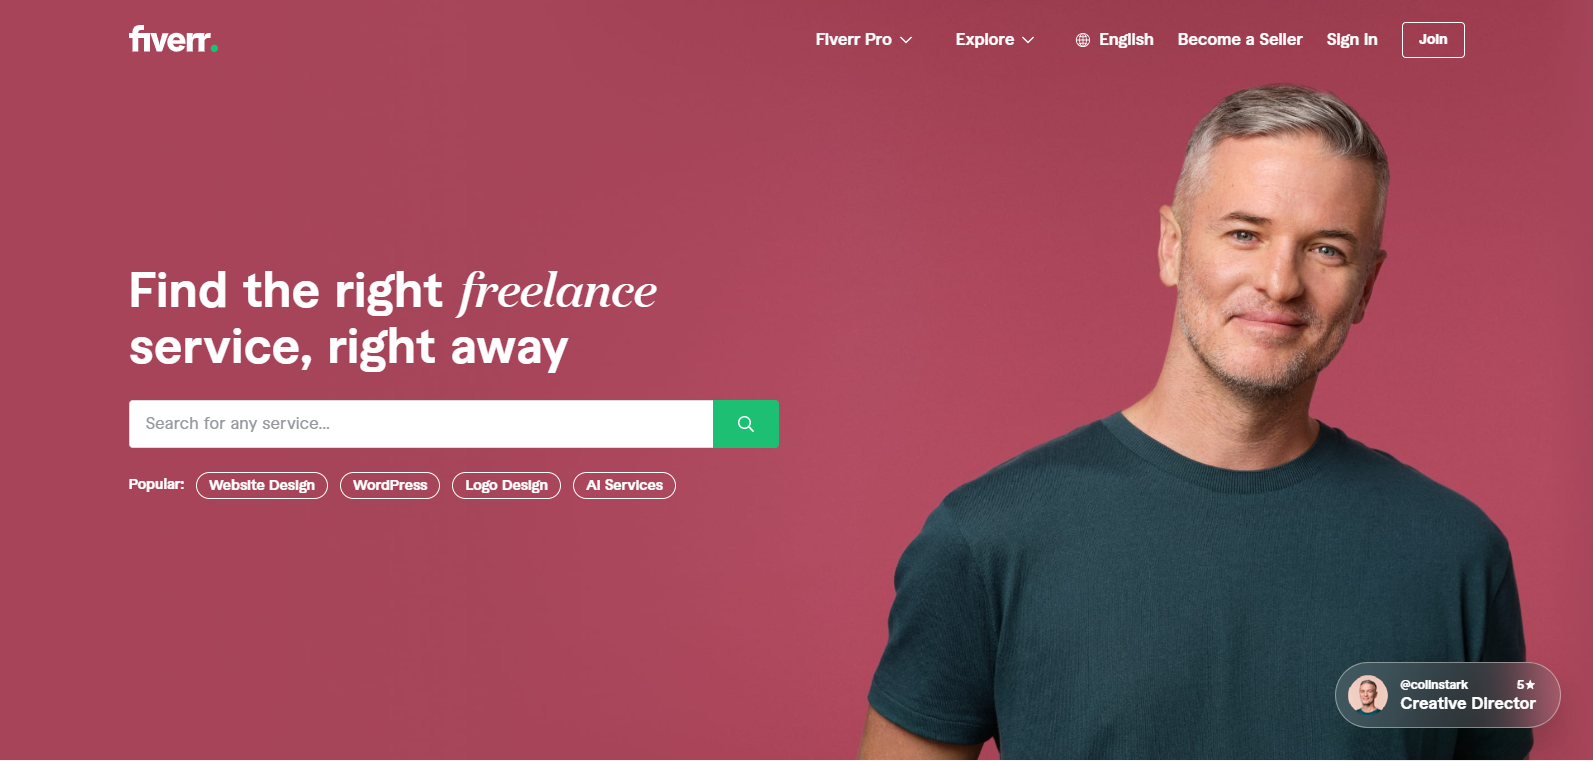 fiverr.
Fiverr Pro
Explore
English
Become a Seller
Sign in
Join
Find the right freelance
service, right away
Search for any service...
Popular:
Website Design
WordPress
Logo Design
AI Services
@colinstark 5★
Creative Director